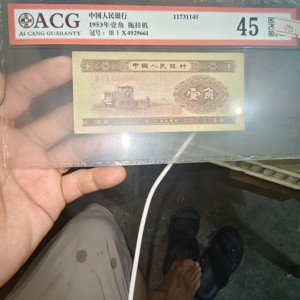 ACG
AI CANG GUARANTY
中国人民银行
1953年壹角 拖拉机
冠号：III I X 4929661
11731145
45
中国人民银行
壹角